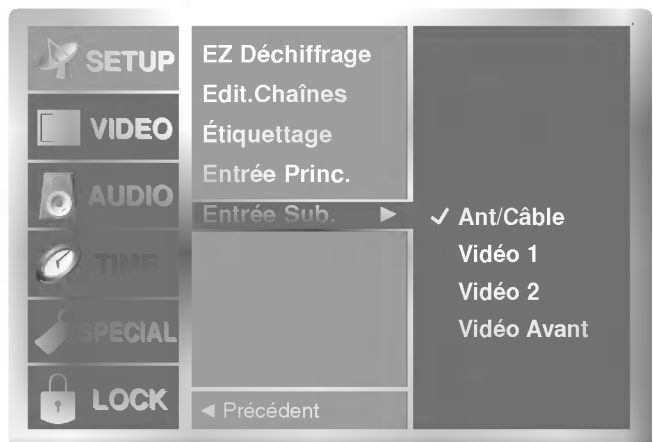 SETUP
VIDEO
AUDIO
TIME
SPECIAL
LOCK
EZ Déchiffrage
Edit.Chaînes
Étiquettage
Entrée Princ.
Entrée Sub. ▶
◄ Précédent
✓ Ant/Câble
Vidéo 1
Vidéo 2
Vidéo Avant